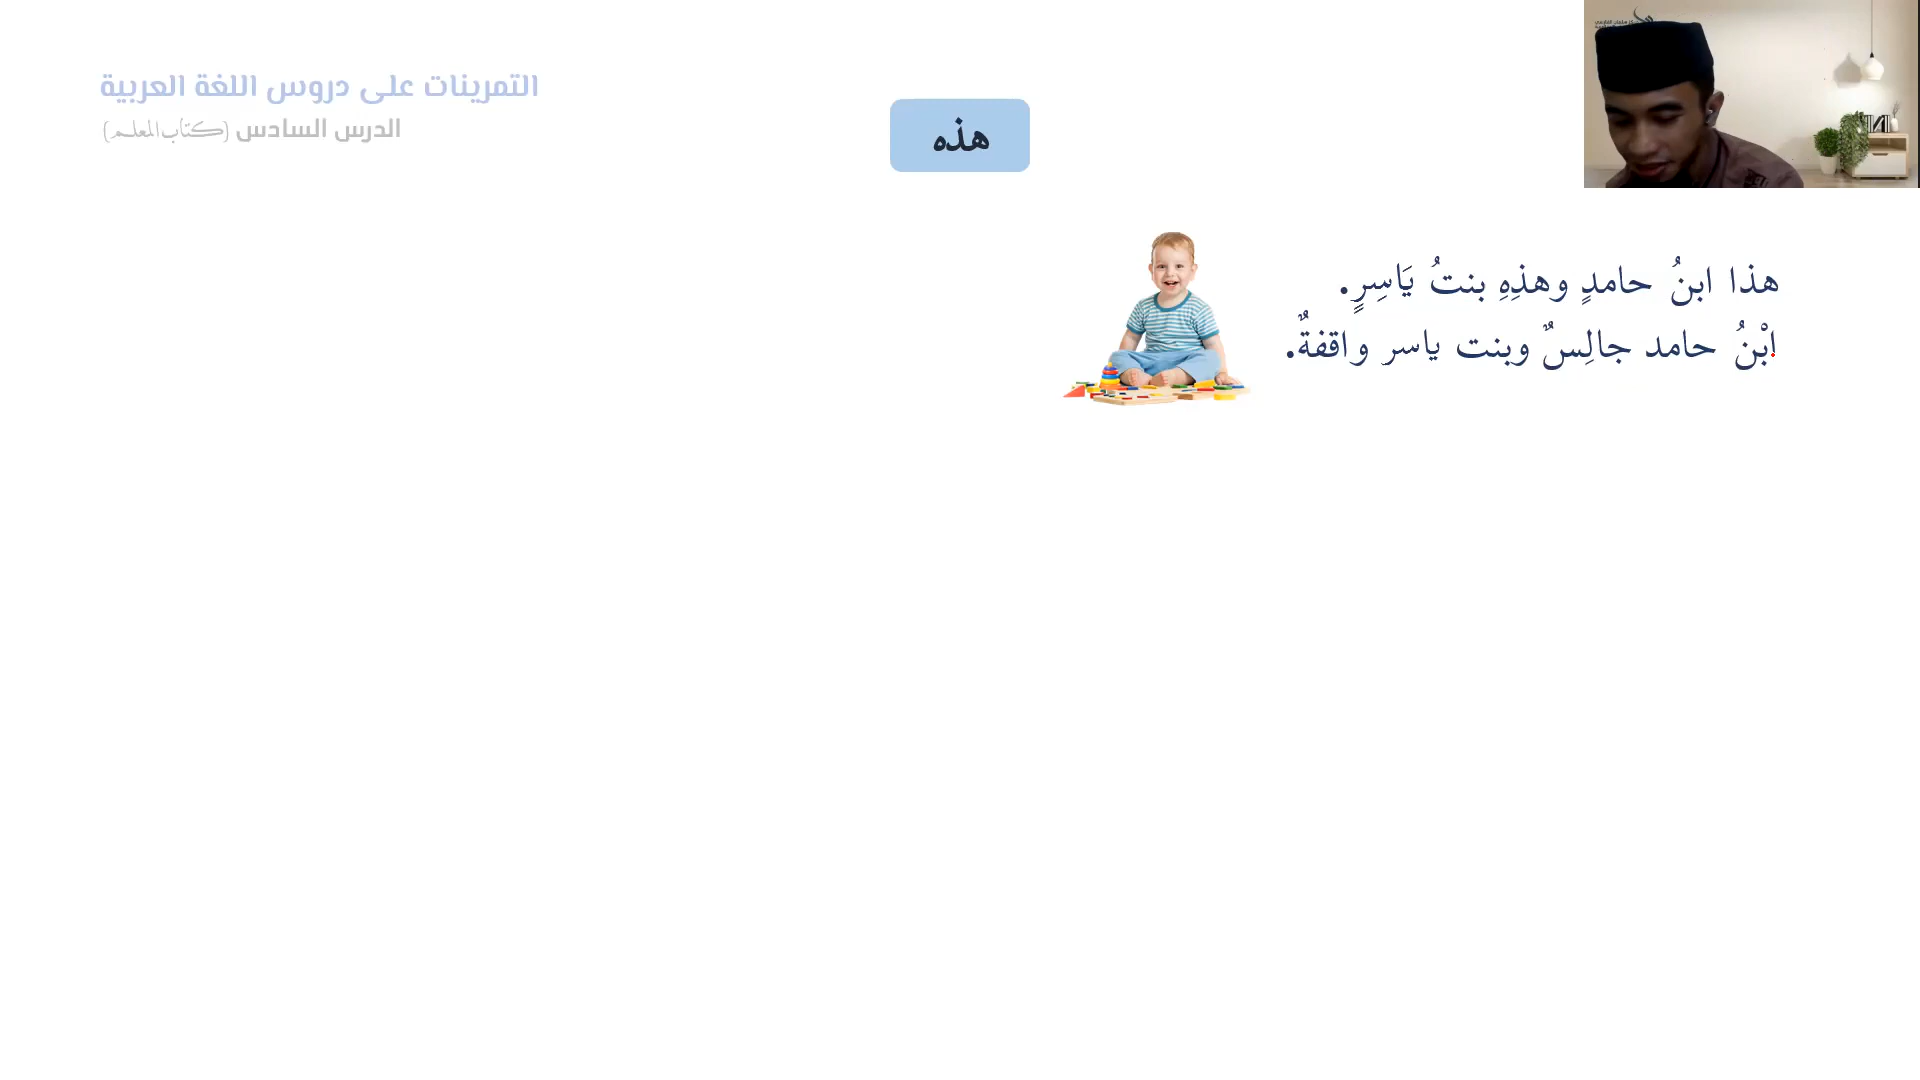 التمرينات على دروس اللغة العربية
الدرس السادس (كتاب المعلم)
هذه
هذا ابنُ حامدٍ وهذِهِ بنتُ يَاسِرٍ.
اِبْنُ حامد جالِسٌ وبنت ياسر واقفةٌ.